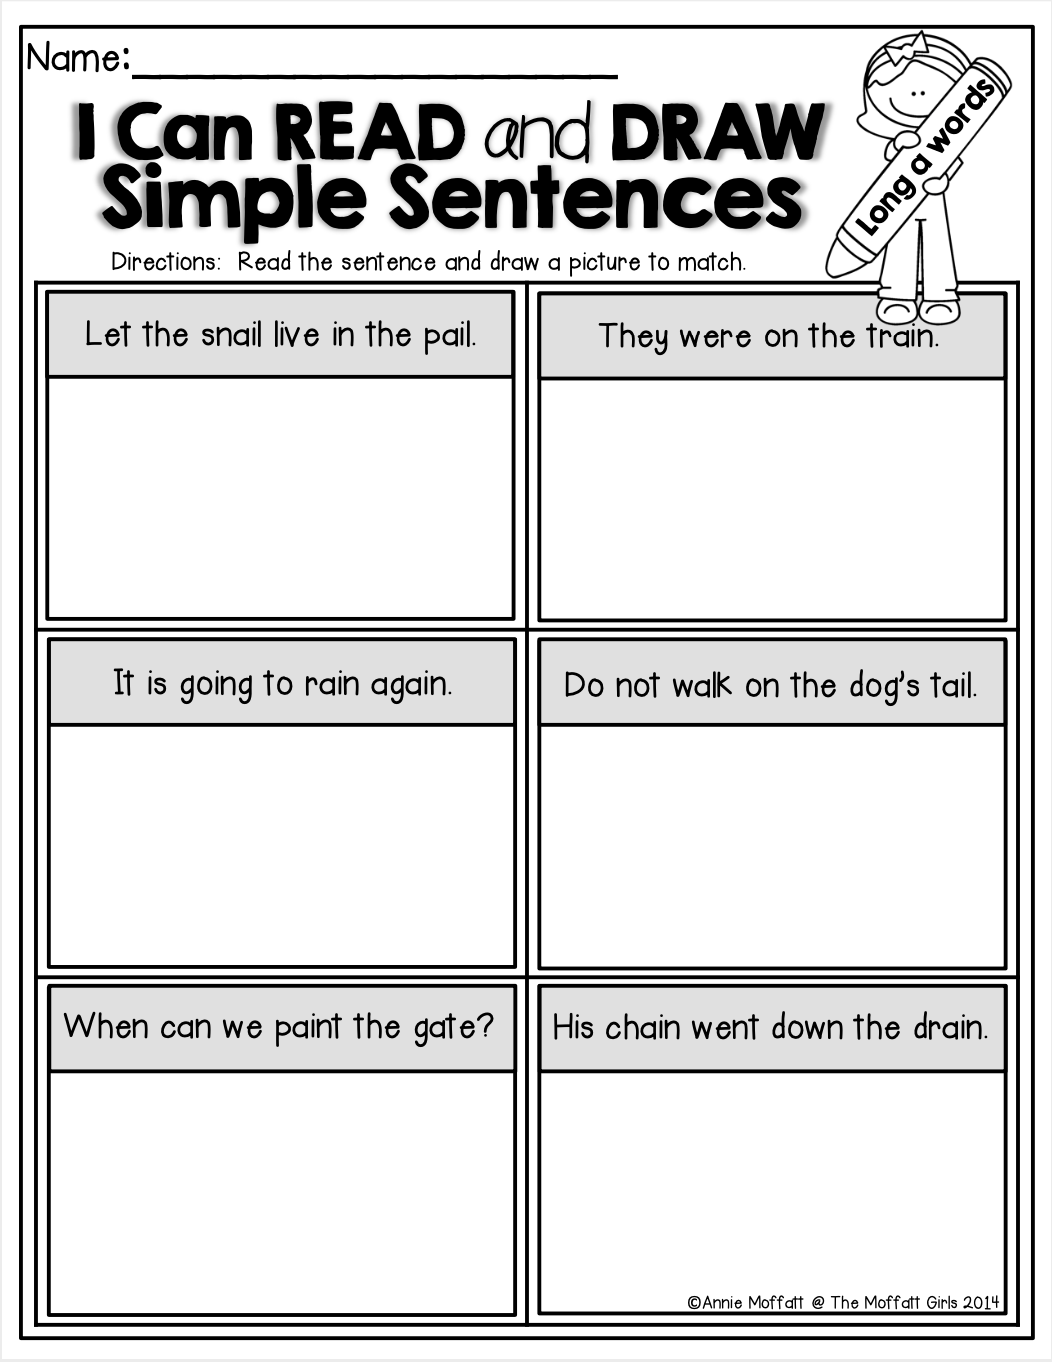 Name:
I Can READ and DRAW
Simple Sentences
Long a words
Directions:  Read the sentence and draw a picture to match.
Let the snail live in the pail.
They were on the train.
It is going to rain again.
Do not walk on the dog's tail.
When can we paint the gate?
His chain went down the drain.
©Annie Moffatt @ The Moffatt Girls 2014